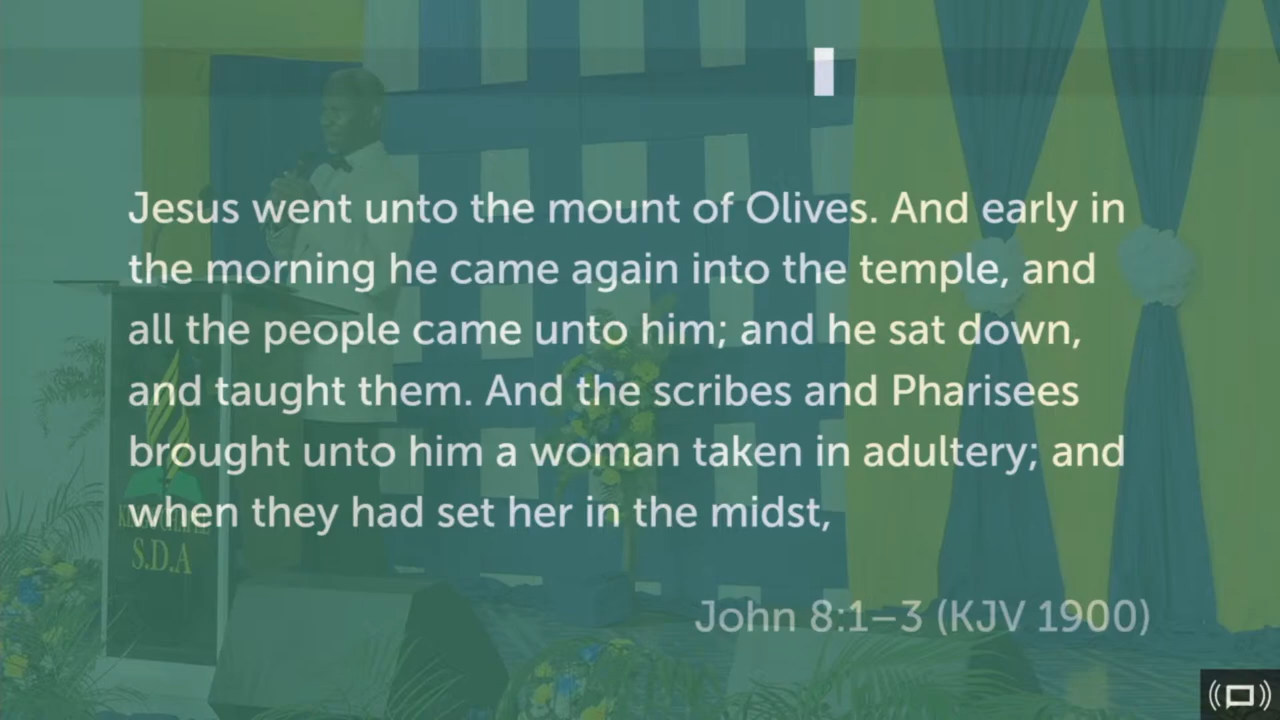 Jesus went unto the mount of Olives. And early in
the morning he came again into the temple, and
all the people came unto him; and he sat down,
and taught them. And the scribes and Pharisees
brought unto him a woman taken in adultery; and
when they had set her in the midst,
John 8:1–3 (KJV 1900)
S.D.A